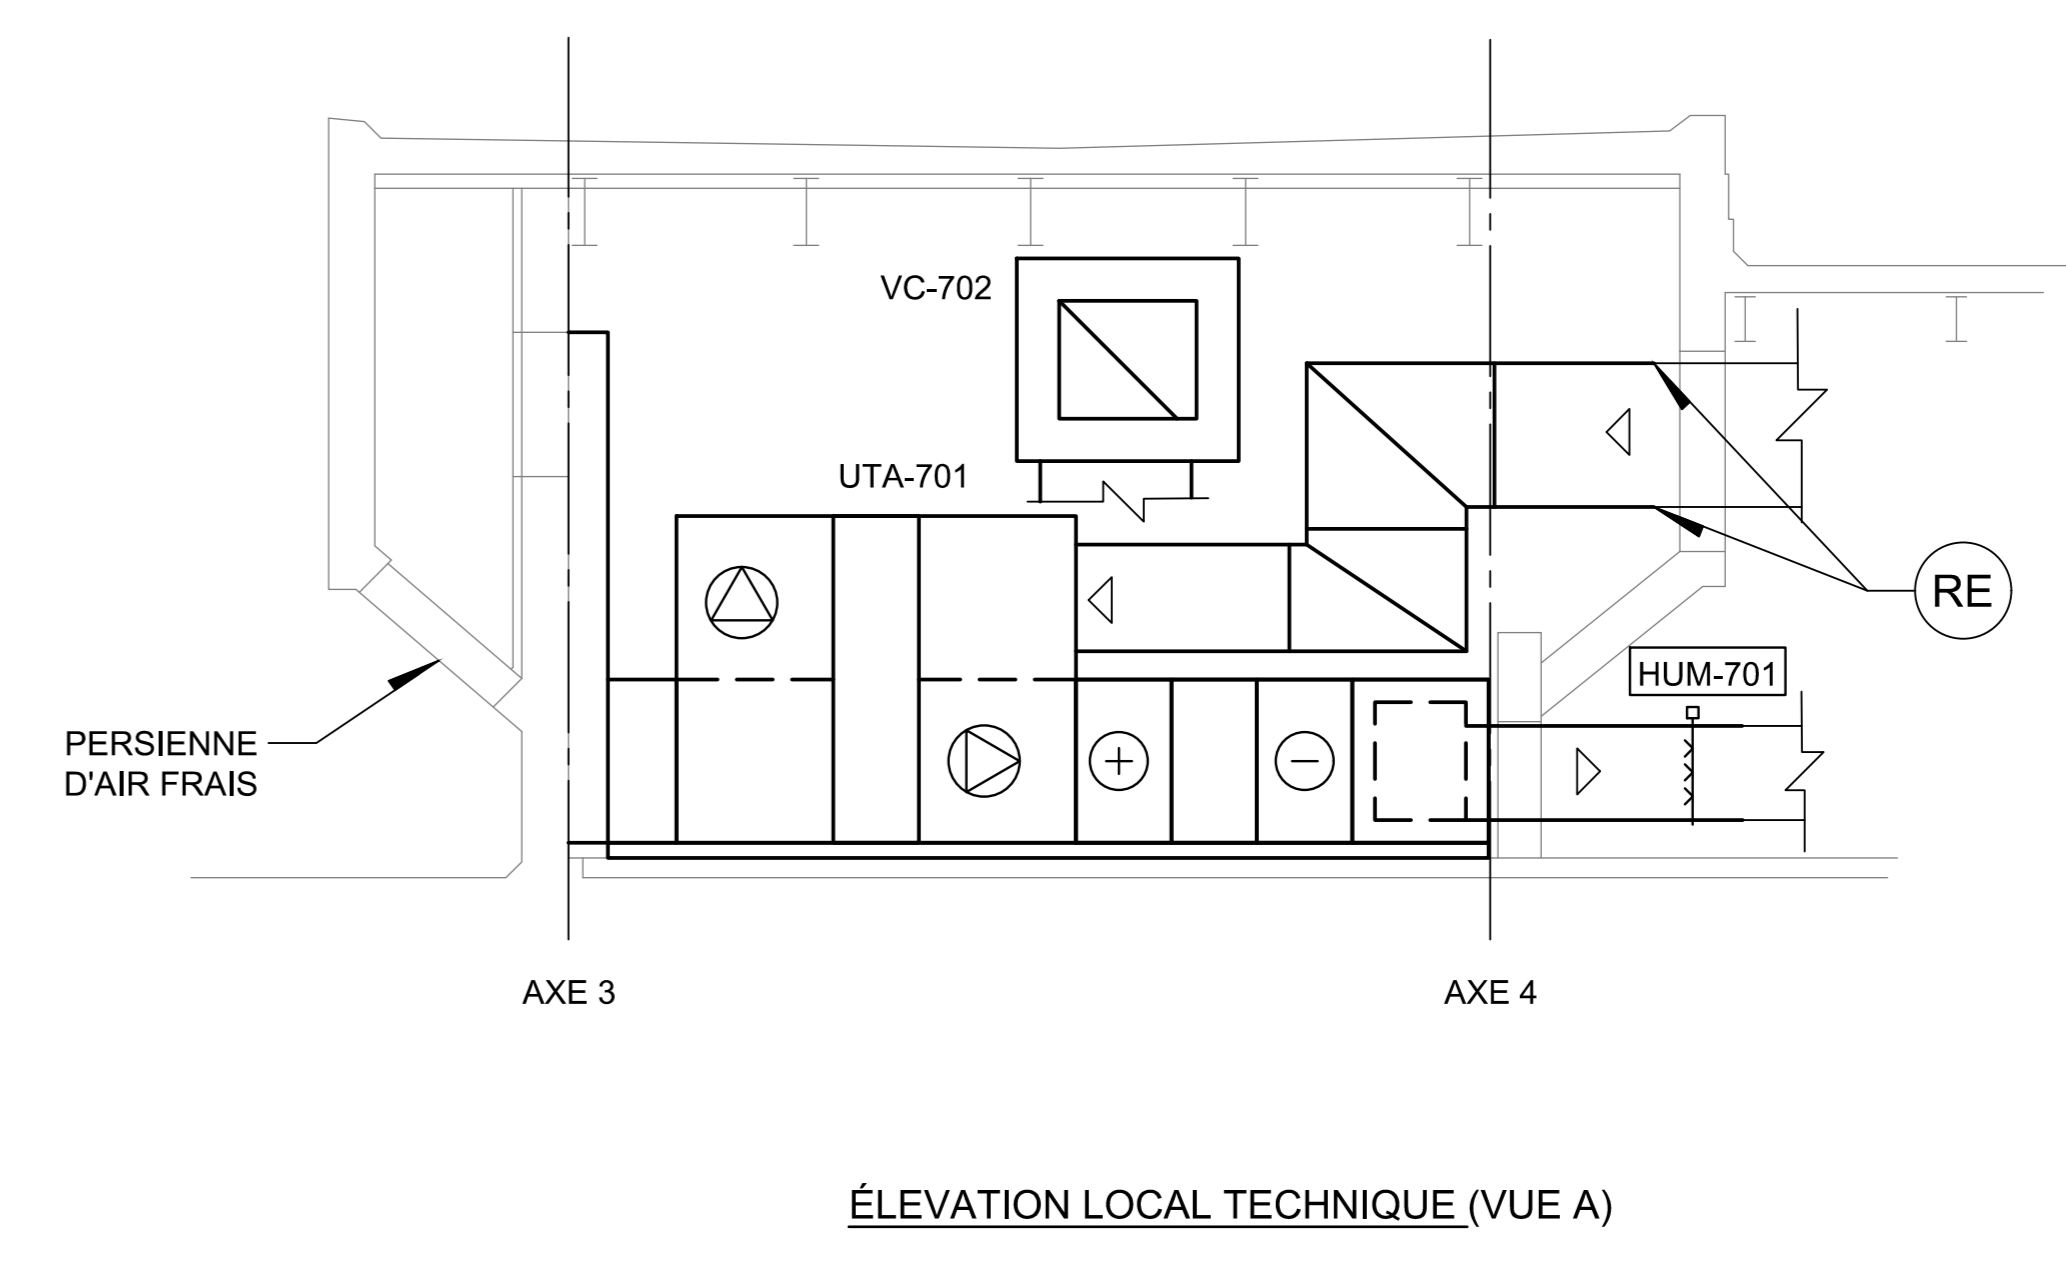 VC-702
UTA-701
RE
HUM-701
PERSIENNE
D'AIR FRAIS
AXE 3
AXE 4
ÉLEVATION LOCAL TECHNIQUE (VUE A)